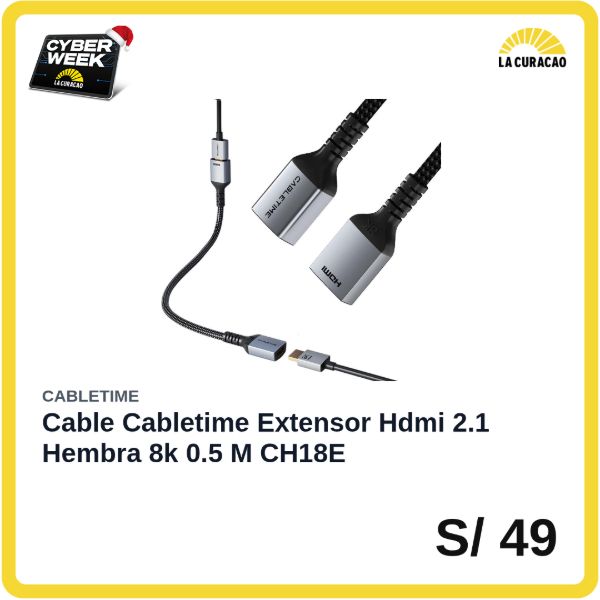 CYBER
WEEK
LA CURACAO
LA CURACAO
CABLETIME
HDMI
CABLETIME
Cable Cabletime Extensor Hdmi 2.1
Hembra 8k 0.5 M CH18E
S/ 49